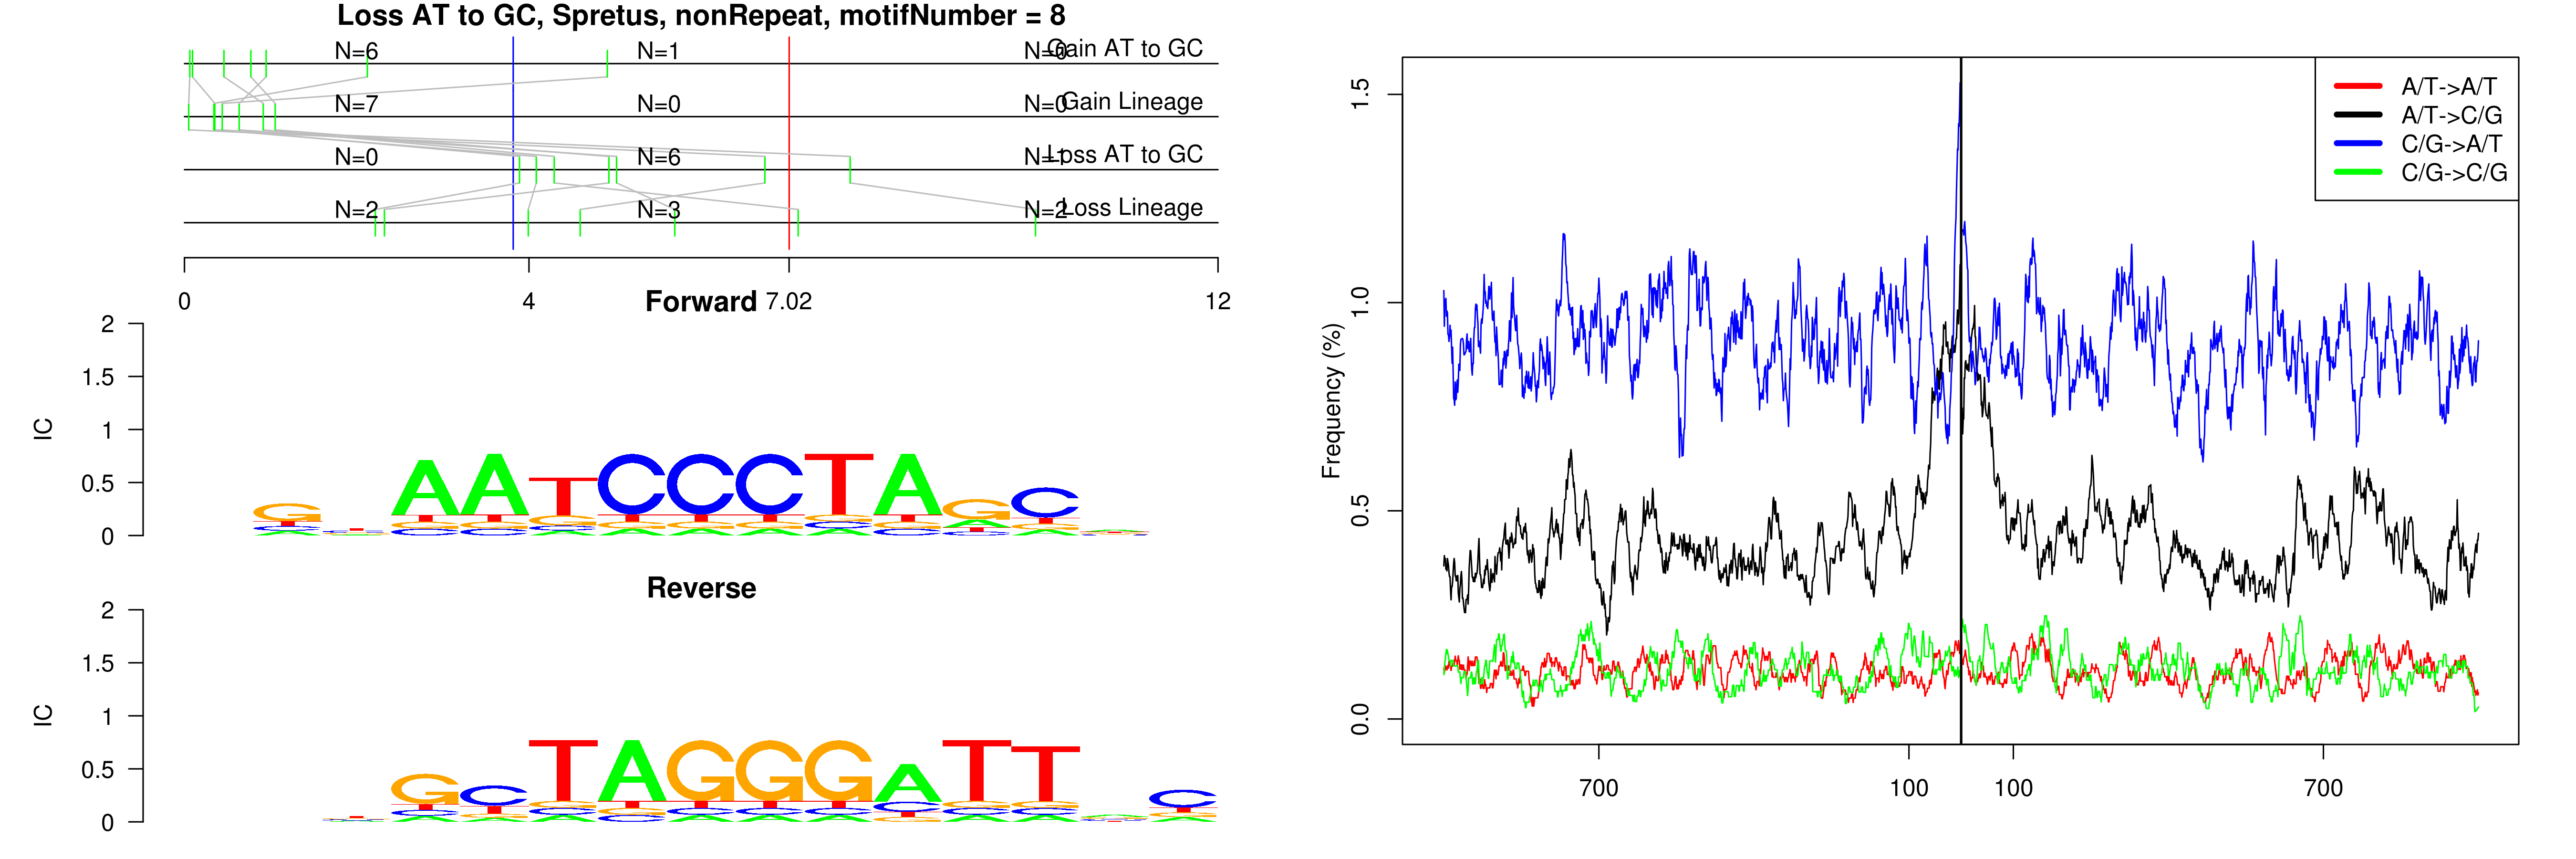 Loss AT to GC, Spretus, nonRepeat, motifNumber = 8
N=6 N=1 N=0 Gain AT to GC
N=7 N=0 N=0 Gain Lineage
N=0 N=6 N=1 Loss AT to GC
N=2 N=3 N=2 Loss Lineage
0 4 7.02 12
Forward
IC
2
1.5
1
0.5
0
G AATCCCTAGC
Reverse
IC
2
1.5
1
0.5
0
GCTAGGGATT C
Frequency (%)
1.5
1.0
0.5
0.0
700 100 100 700
A/T->A/T
A/T->C/G
C/G->A/T
C/G->C/G